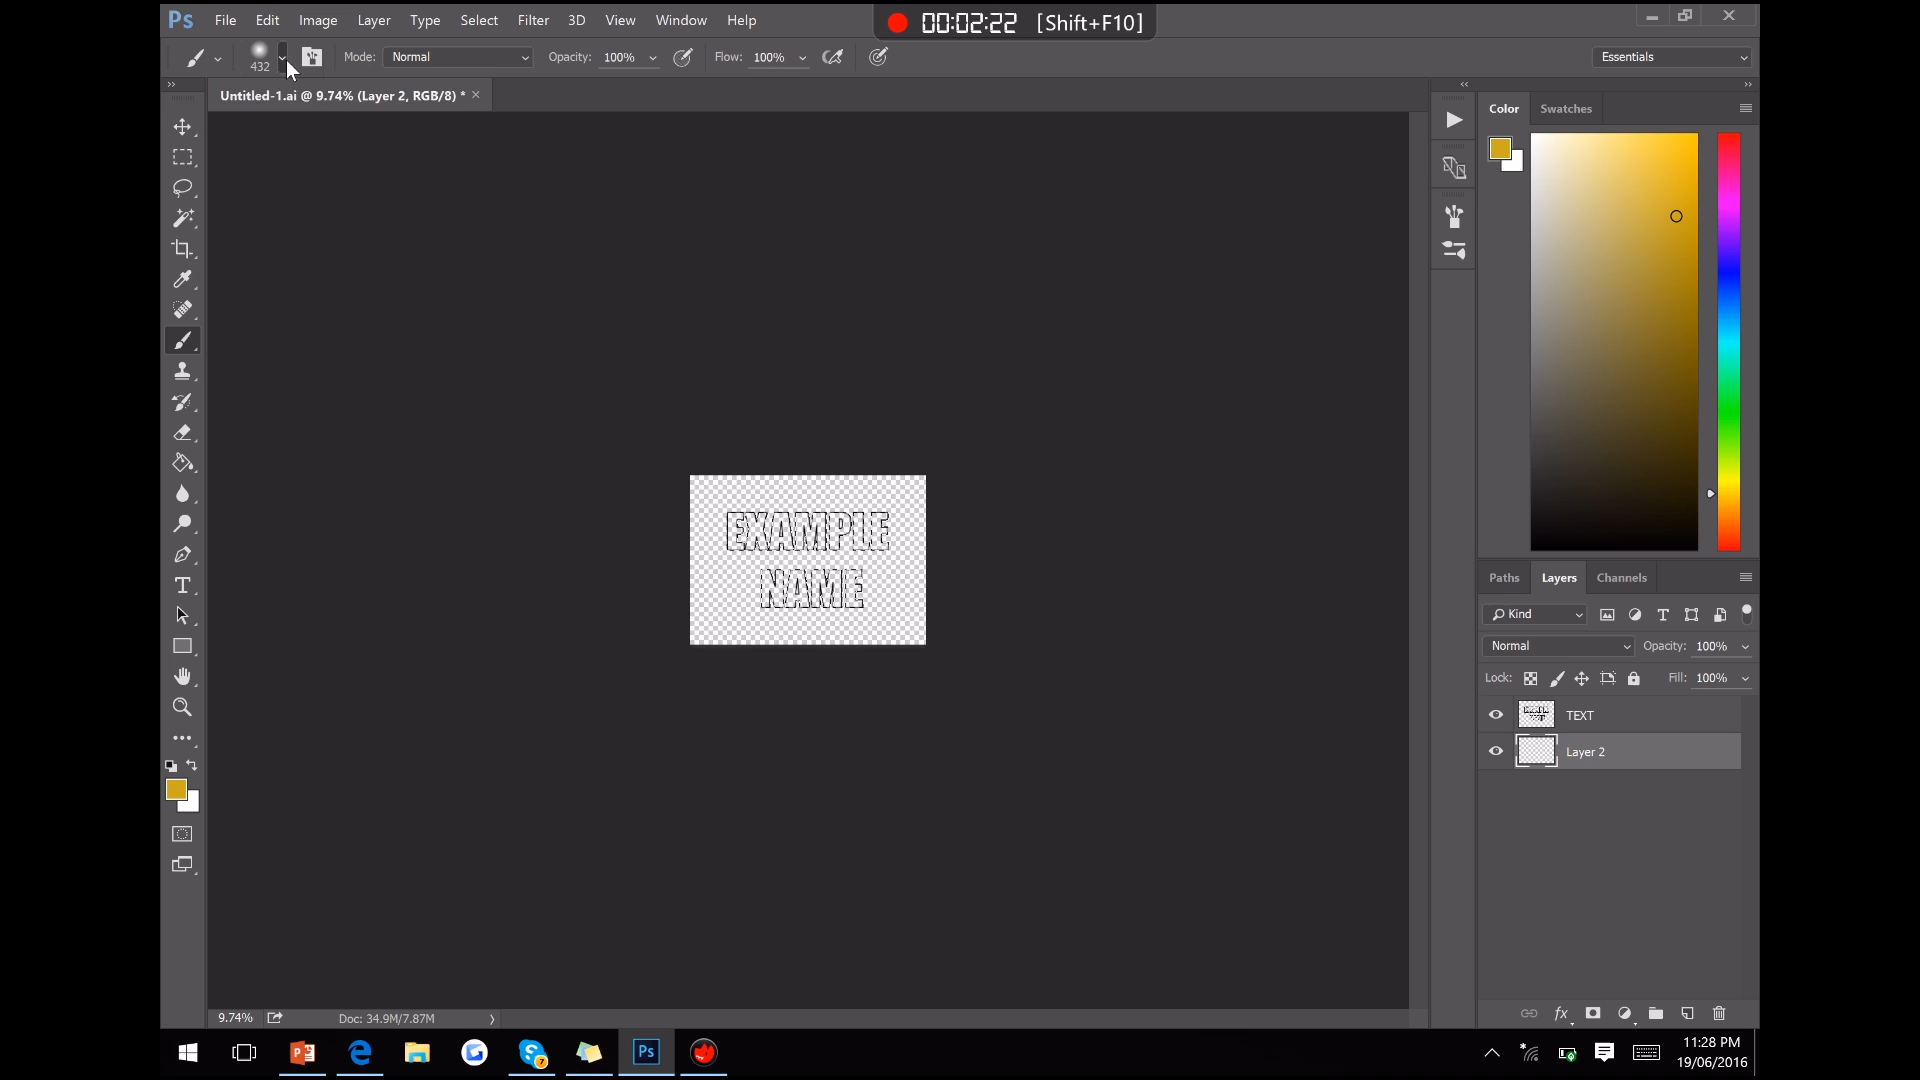 Ps File Edit Image Layer Type Select Filter 3D View Window Help
00:02:22 [Shift+F10]
432 Mode: Normal Opacity: 100% Flow: 100% Essentials
Untitled-1.ai @ 9.74% (Layer 2, RGB/8) *
Color Swatches
EXAMPLE
NAME
Paths Layers Channels
Kind
Normal Opacity: 100%
Lock: Fill: 100%
TEXT
Layer 2
9.74% Doc: 34.9M/7.87M
7 Ps
11:28 PM
19/06/2016